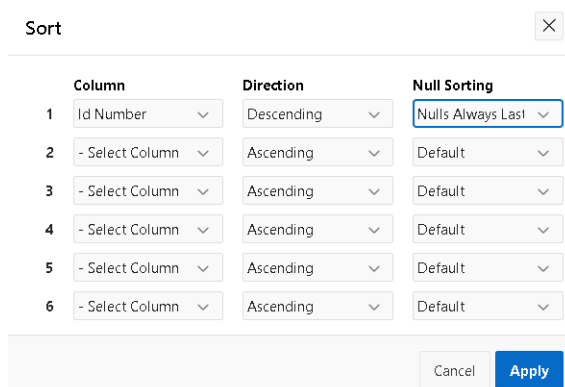 Sort
Column Direction Null Sorting
1 Id Number Descending Nulls Always Last
2 - Select Column Ascending Default
3 - Select Column Ascending Default
4 - Select Column Ascending Default
5 - Select Column Ascending Default
6 - Select Column Ascending Default
Cancel Apply